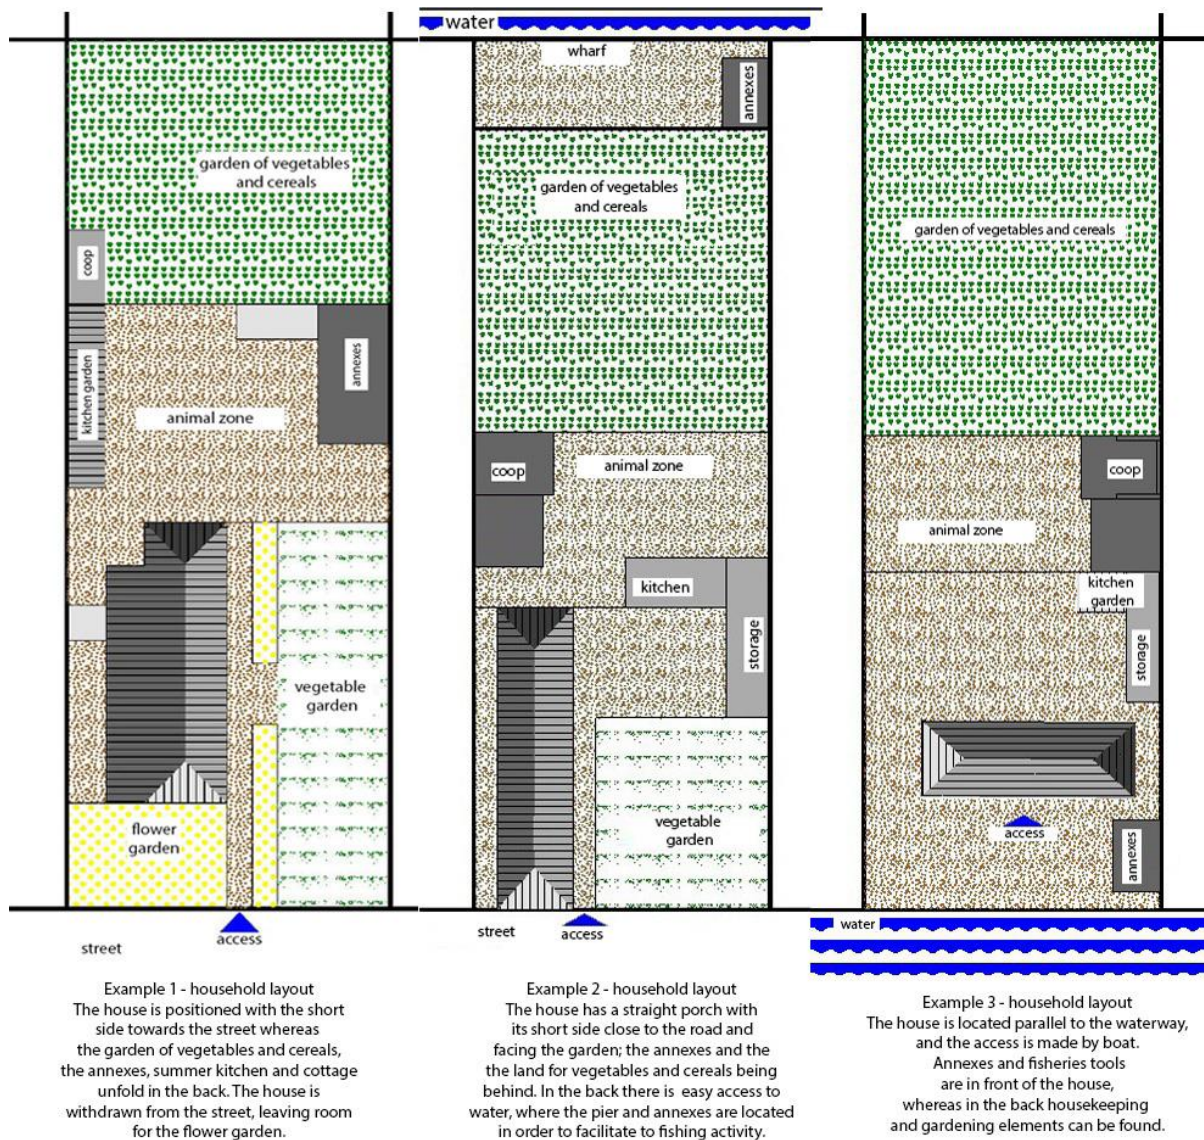 garden of vegetables
and cereals
coop
kitchen garden
annexes
animal zone
vegetable
garden
flower
garden
access
street
Example 1 - household layout
The house is positioned with the short
side towards the street whereas
the garden of vegetables and cereals,
the annexes, summer kitchen and cottage
unfold in the back. The house is
withdrawn from the street, leaving room
for the flower garden.
water
wharf
annexes
garden of vegetables
and cereals
coop
animal zone
kitchen
storage
vegetable
garden
street
access
Example 2 - household layout
The house has a straight porch with
its short side close to the road and
facing the garden; the annexes and the
the land for vegetables and cereals being
behind. In the back there is easy access to
water, where the pier and annexes are located
in order to facilitate to fishing activity.
garden of vegetables and cereals
coop
animal zone
kitchen
garden
storage
access
annexes
water
Example 3 - household layout
The house is located parallel to the waterway,
and the access is made by boat.
Annexes and fisheries tools
are in front of the house,
whereas in the back housekeeping
and gardening elements can be found.